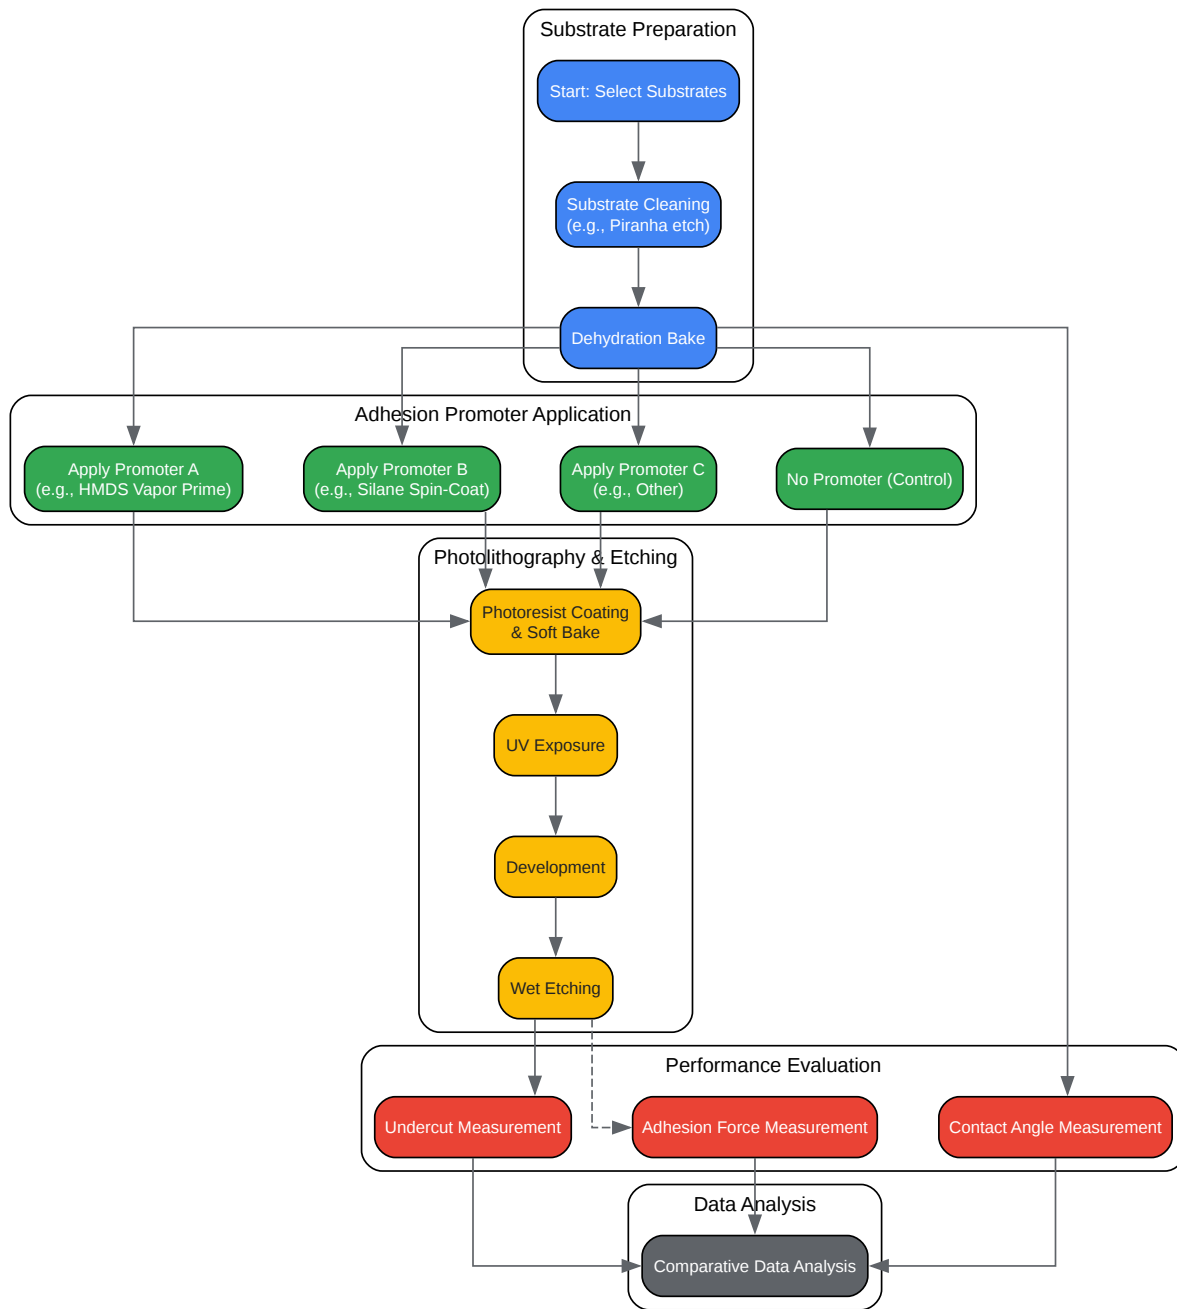 Substrate Preparation
Start: Select Substrates
Substrate Cleaning
(e.g., Piranha etch)
Dehydration Bake
Adhesion Promoter Application
Apply Promoter A
(e.g., HMDS Vapor Prime)
Apply Promoter B
(e.g., Silane Spin-Coat)
Apply Promoter C
(e.g., Other)
No Promoter (Control)
Photolithography & Etching
Photoresist Coating
& Soft Bake
UV Exposure
Development
Wet Etching
Performance Evaluation
Undercut Measurement
Adhesion Force Measurement
Contact Angle Measurement
Data Analysis
Comparative Data Analysis